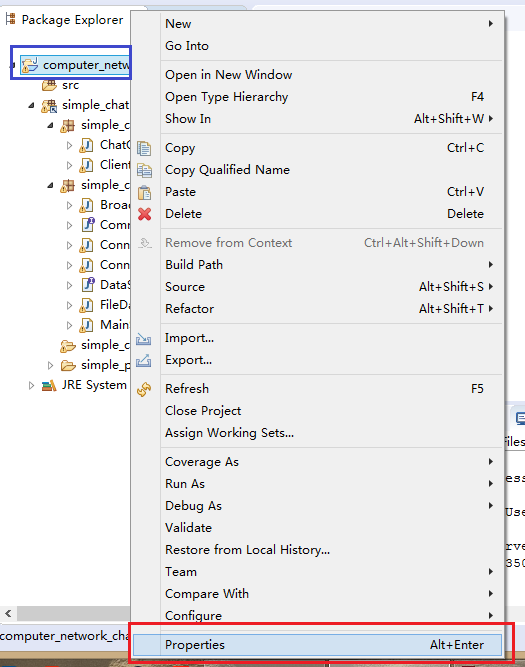 Package Explorer
computer_netw
src
simple_chat
simple_c
ChatC
Client
simple_c
Broad
Comm
Conn
Conn
DataS
FileDa
Main
simple_c
simple_p
JRE System
New
Go Into
Open in New Window
Open Type Hierarchy F4
Show In Alt+Shift+W
Copy Ctrl+C
Copy Qualified Name
Paste Ctrl+V
Delete Delete
Remove from Context Ctrl+Alt+Shift+Down
Build Path
Source Alt+Shift+S
Refactor Alt+Shift+T
Import...
Export...
Refresh F5
Close Project
Assign Working Sets...
Coverage As
Run As
Debug As
Validate
Restore from Local History...
Team
Compare With
Configure
Properties Alt+Enter
Files
ess
Use
rve
350
computer_network_cha